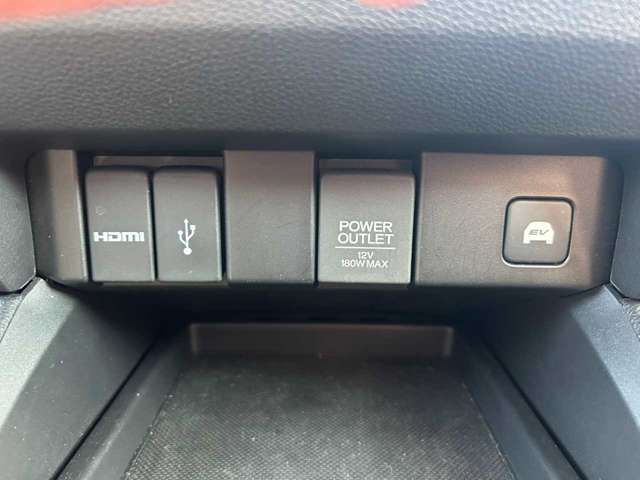 HDMI
POWER
OUTLET
12V
180W MAX
EV